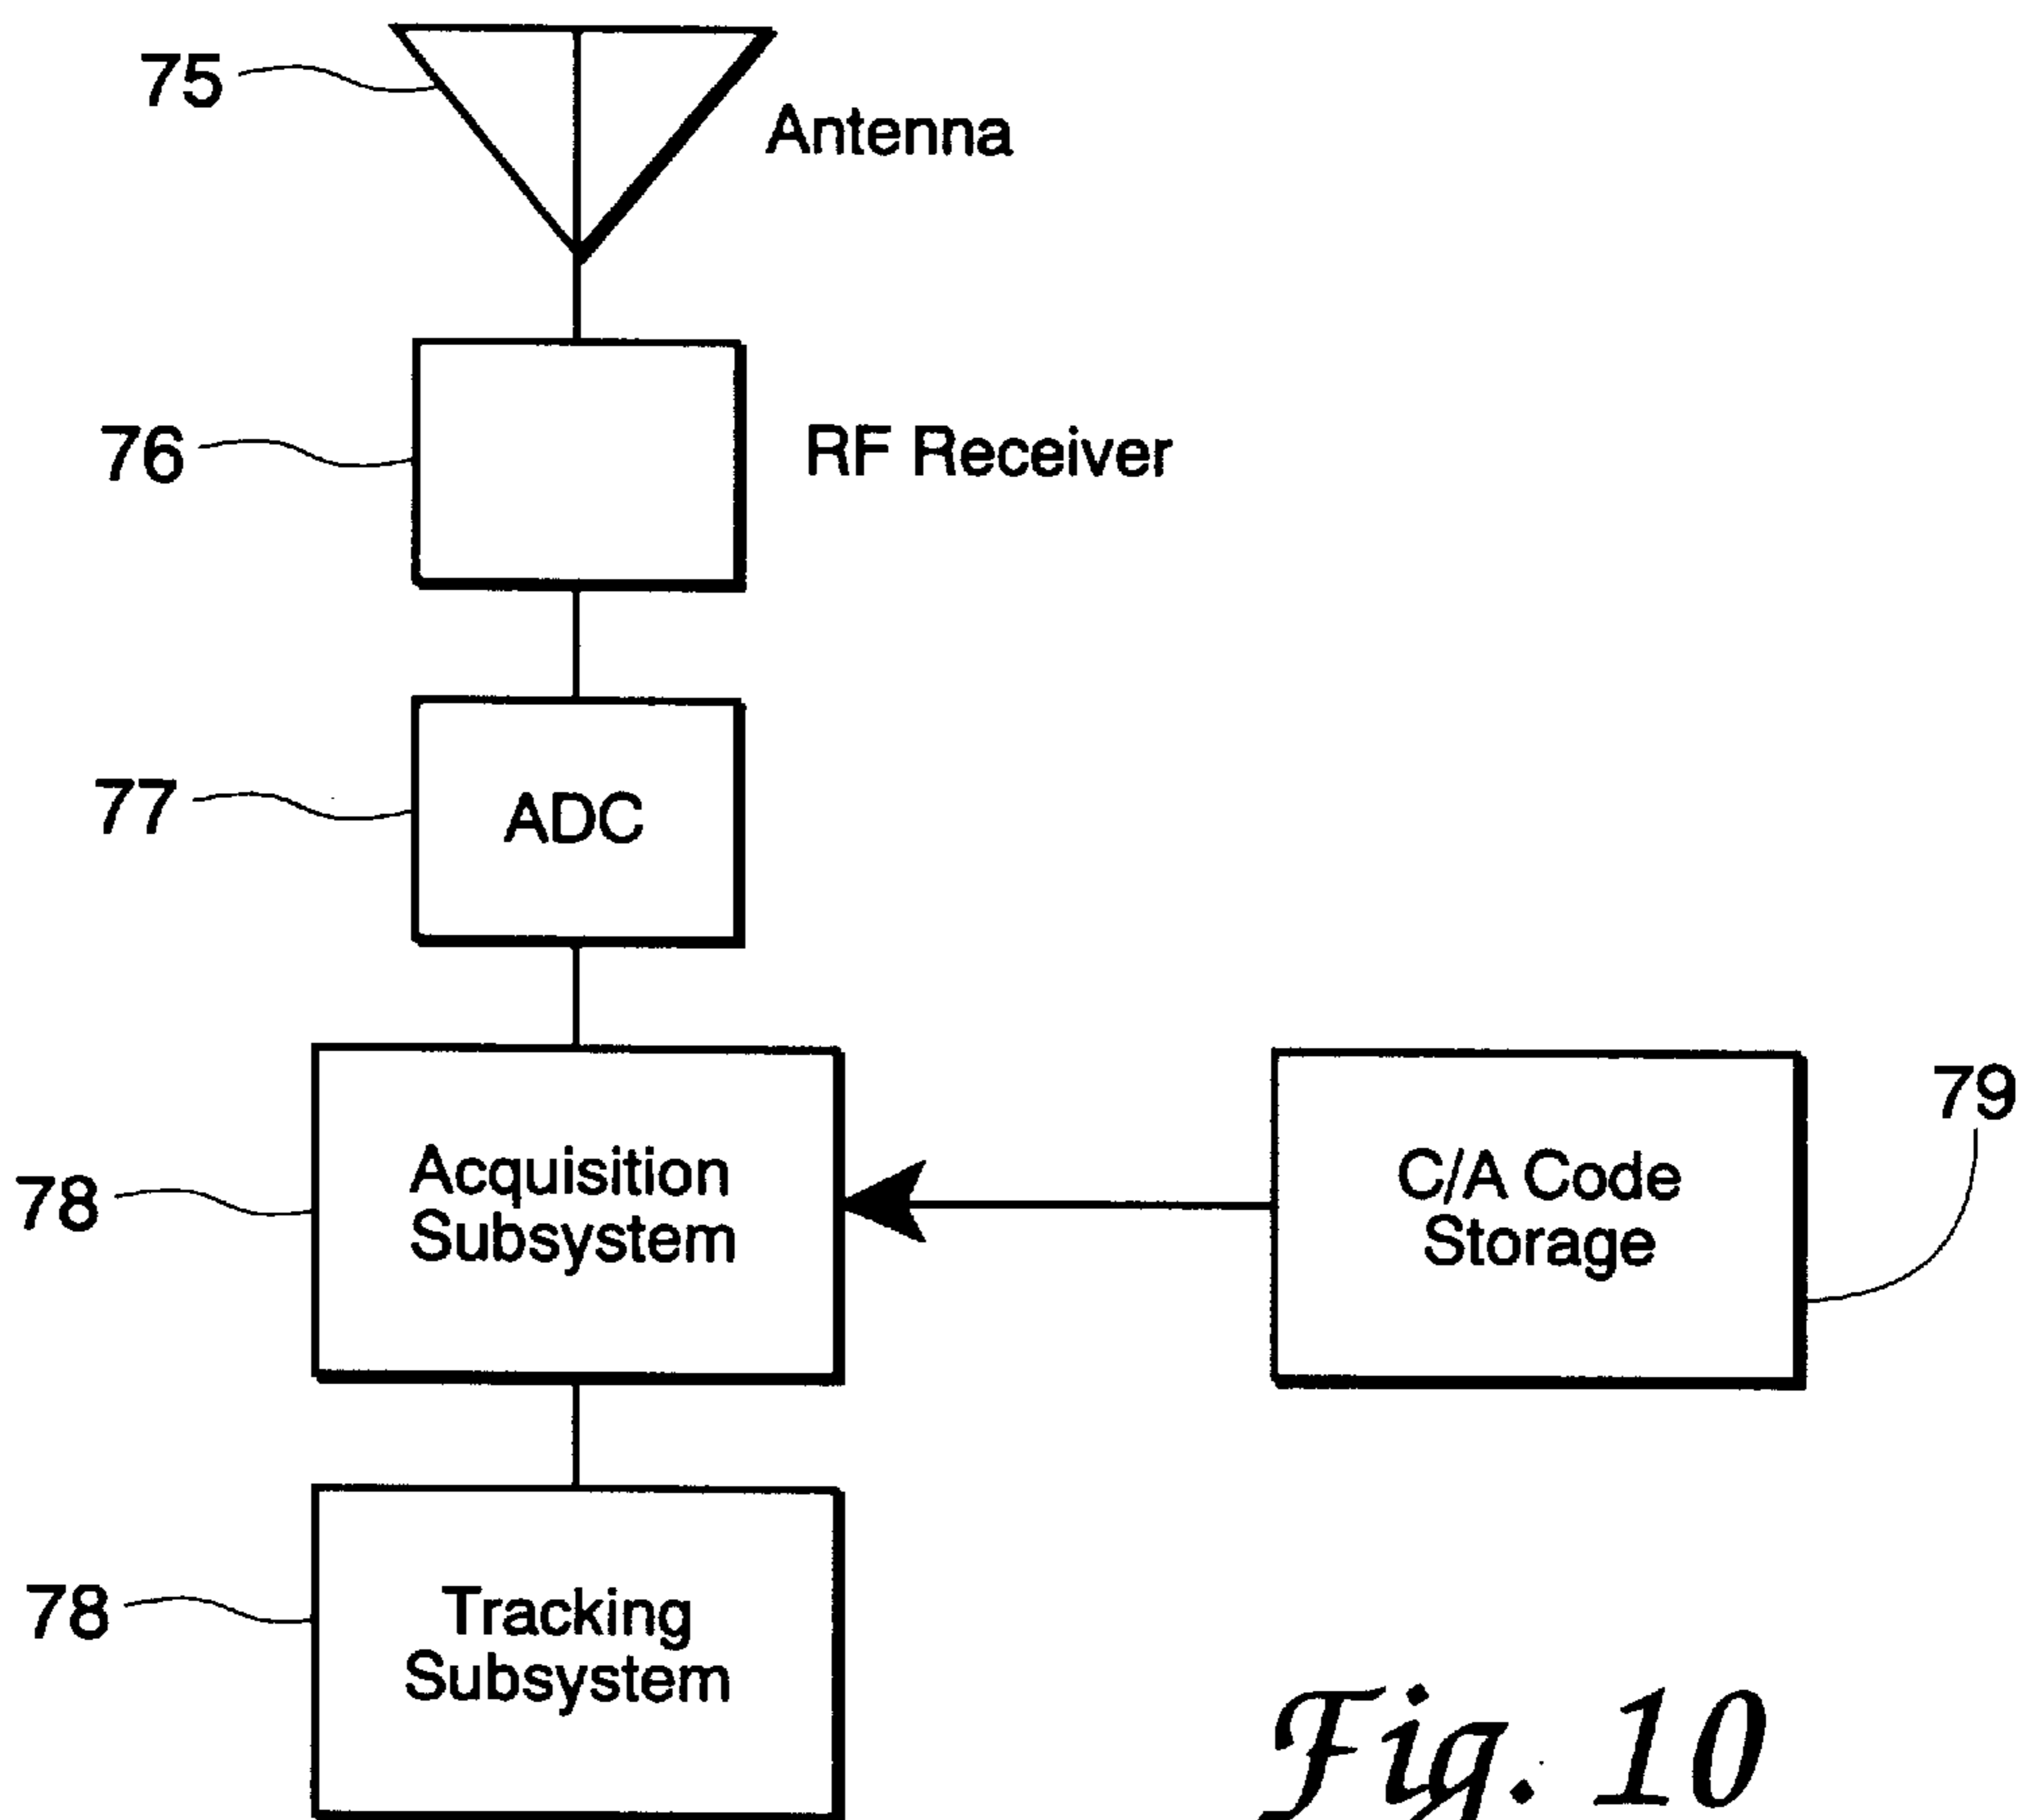 75
Antenna
76
RF Receiver
77
ADC
78
Acquisition
Subsystem
C/A Code
Storage
79
78
Tracking
Subsystem
Fig. 10